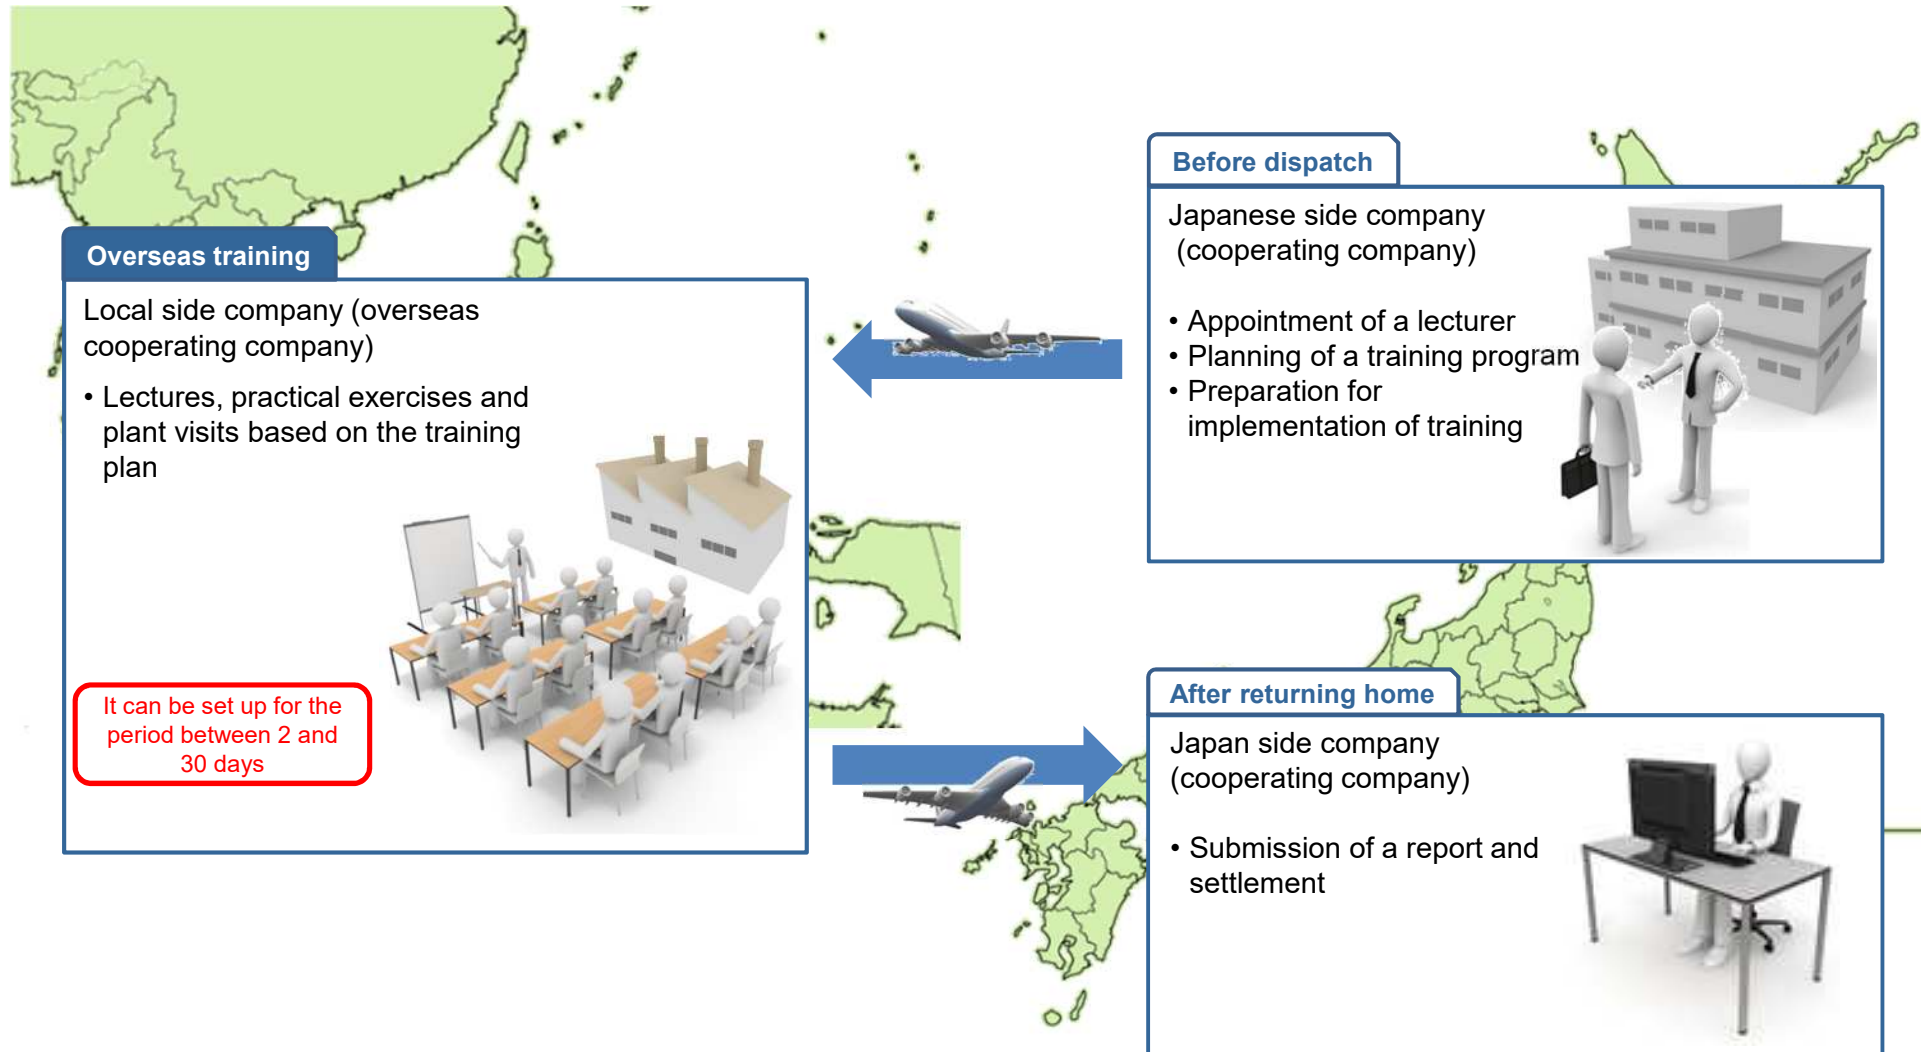 Before dispatch
Japanese side company
(cooperating company)
• Appointment of a lecturer
• Planning of a training program
• Preparation for
implementation of training
Overseas training
Local side company (overseas
cooperating company)
• Lectures, practical exercises and
plant visits based on the training
plan
It can be set up for the
period between 2 and
30 days
After returning home
Japan side company
(cooperating company)
• Submission of a report and
settlement